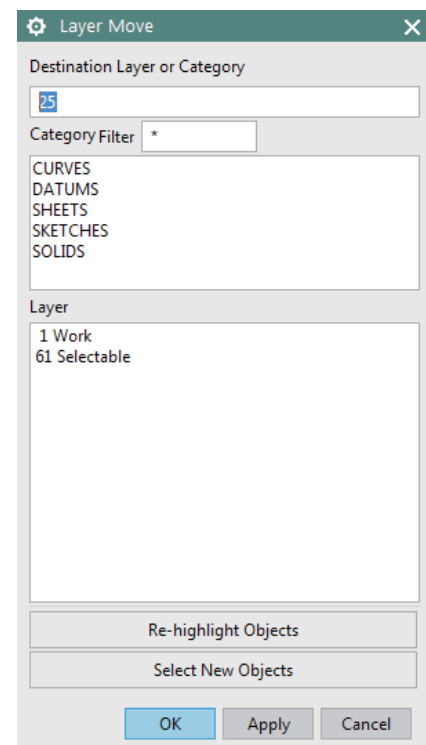 Layer Move
Destination Layer or Category
25
Category Filter *
CURVES
DATUMS
SHEETS
SKETCHES
SOLIDS
Layer
1 Work
61 Selectable
Re-highlight Objects
Select New Objects
OK Apply Cancel